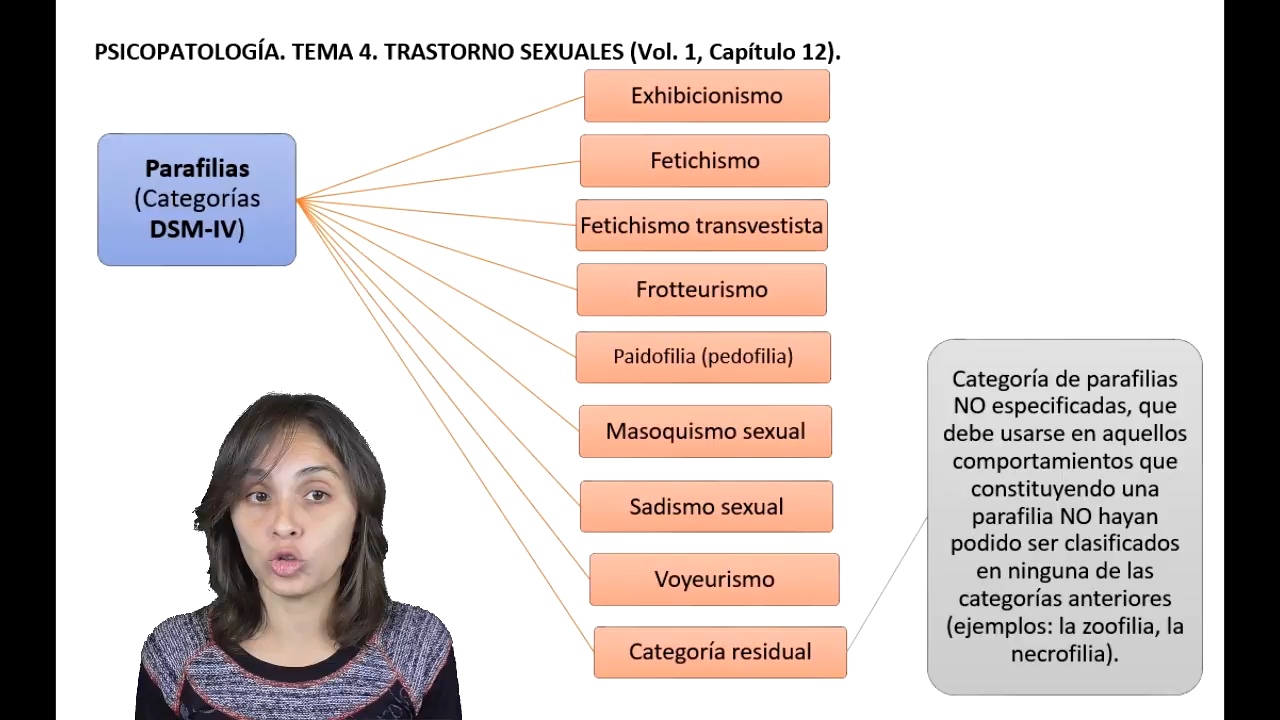 PSICOPATOLOGÍA. TEMA 4. TRASTORNO SEXUALES (Vol. 1, Capítulo 12).
Parafilias
(Categorías
DSM-IV)
Exhibicionismo
Fetichismo
Fetichismo transvestista
Frotteurismo
Paidofilia (pedofilia)
Masoquismo sexual
Sadismo sexual
Voyeurismo
Categoría residual
Categoría de parafilias
NO especificadas, que
debe usarse en aquellos
comportamientos que
constituyendo una
parafilia NO hayan
podido ser clasificados
en ninguna de las
categorías anteriores
(ejemplos: la zoofilia, la
necrofilia).